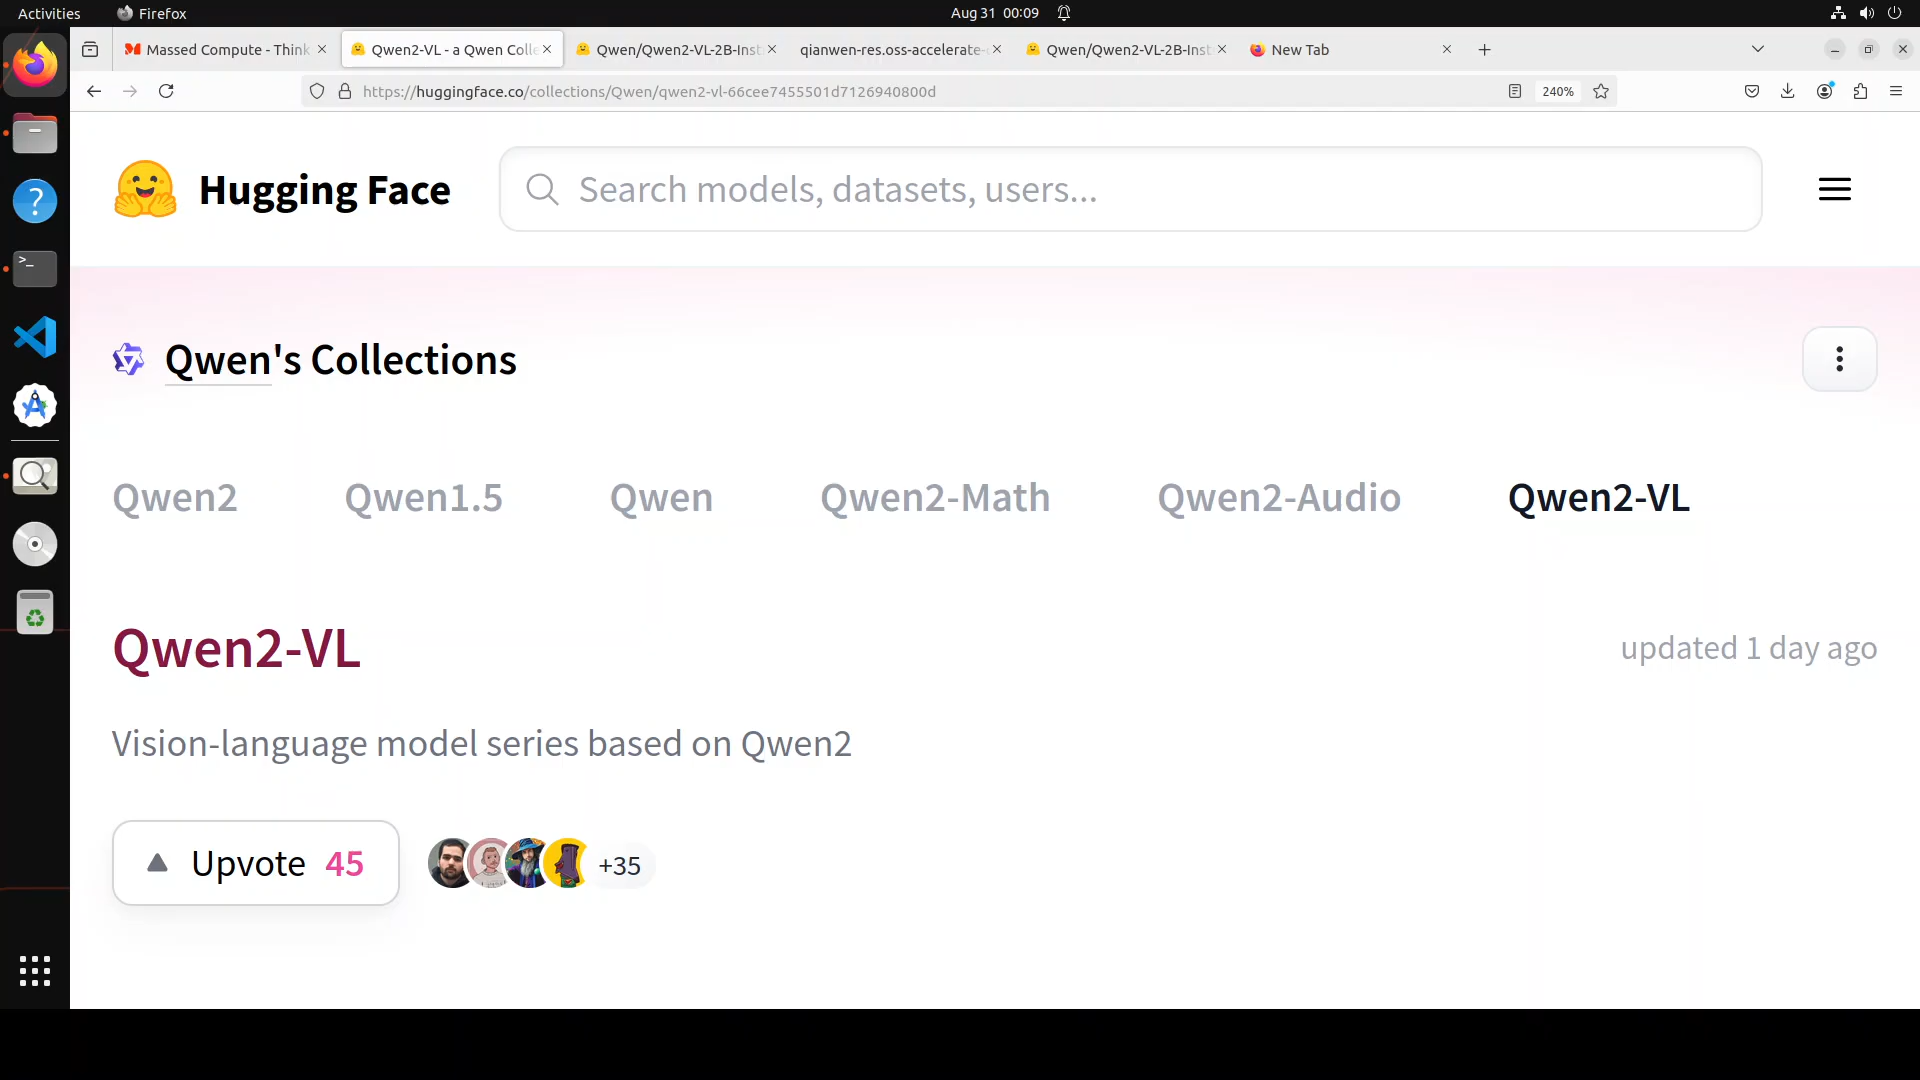 Activities Firefox Aug 31 00:09
Massed Compute - Think Qwen2-VL - a Qwen Colle Qwen/Qwen2-VL-2B-Inst qianwen-res.oss-accelerate- Qwen/Qwen2-VL-2B-Inst New Tab
https://huggingface.co/collections/Qwen/qwen2-vl-66cee7455501d7126940800d 240%
Hugging Face Search models, datasets, users...
Qwen's Collections
Qwen2 Qwen1.5 Qwen Qwen2-Math Qwen2-Audio Qwen2-VL
Qwen2-VL updated 1 day ago
Vision-language model series based on Qwen2
Upvote 45 +35